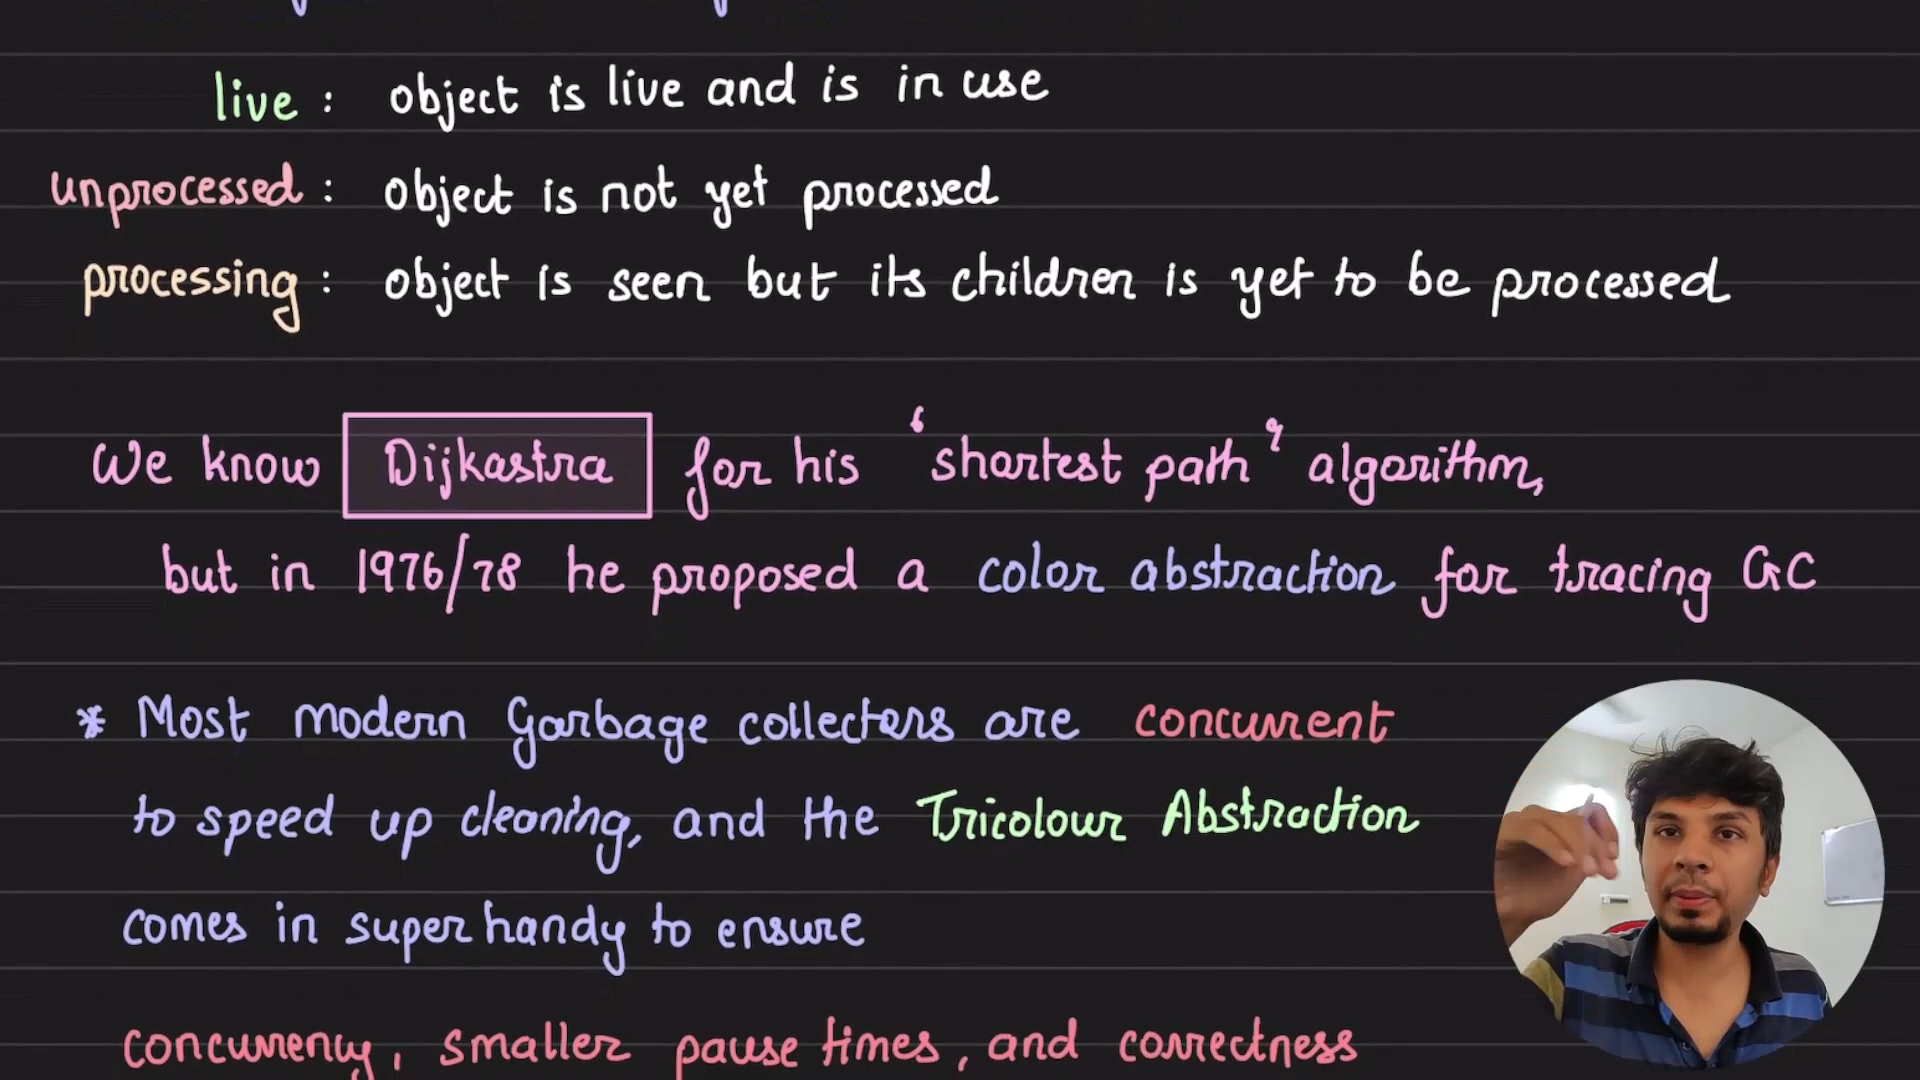 live : object is live and is in use
unprocessed : object is not yet processed
processing : object is seen but its children is yet to be processed
We know Dijkastra for his 'shortest path' algorithm,
but in 1976/78 he proposed a color abstraction for tracing GC
* Most modern Garbage collectors are concurrent
to speed up cleaning, and the Tricolour Abstraction
comes in super handy to ensure
concurrency, smaller pause times, and correctness